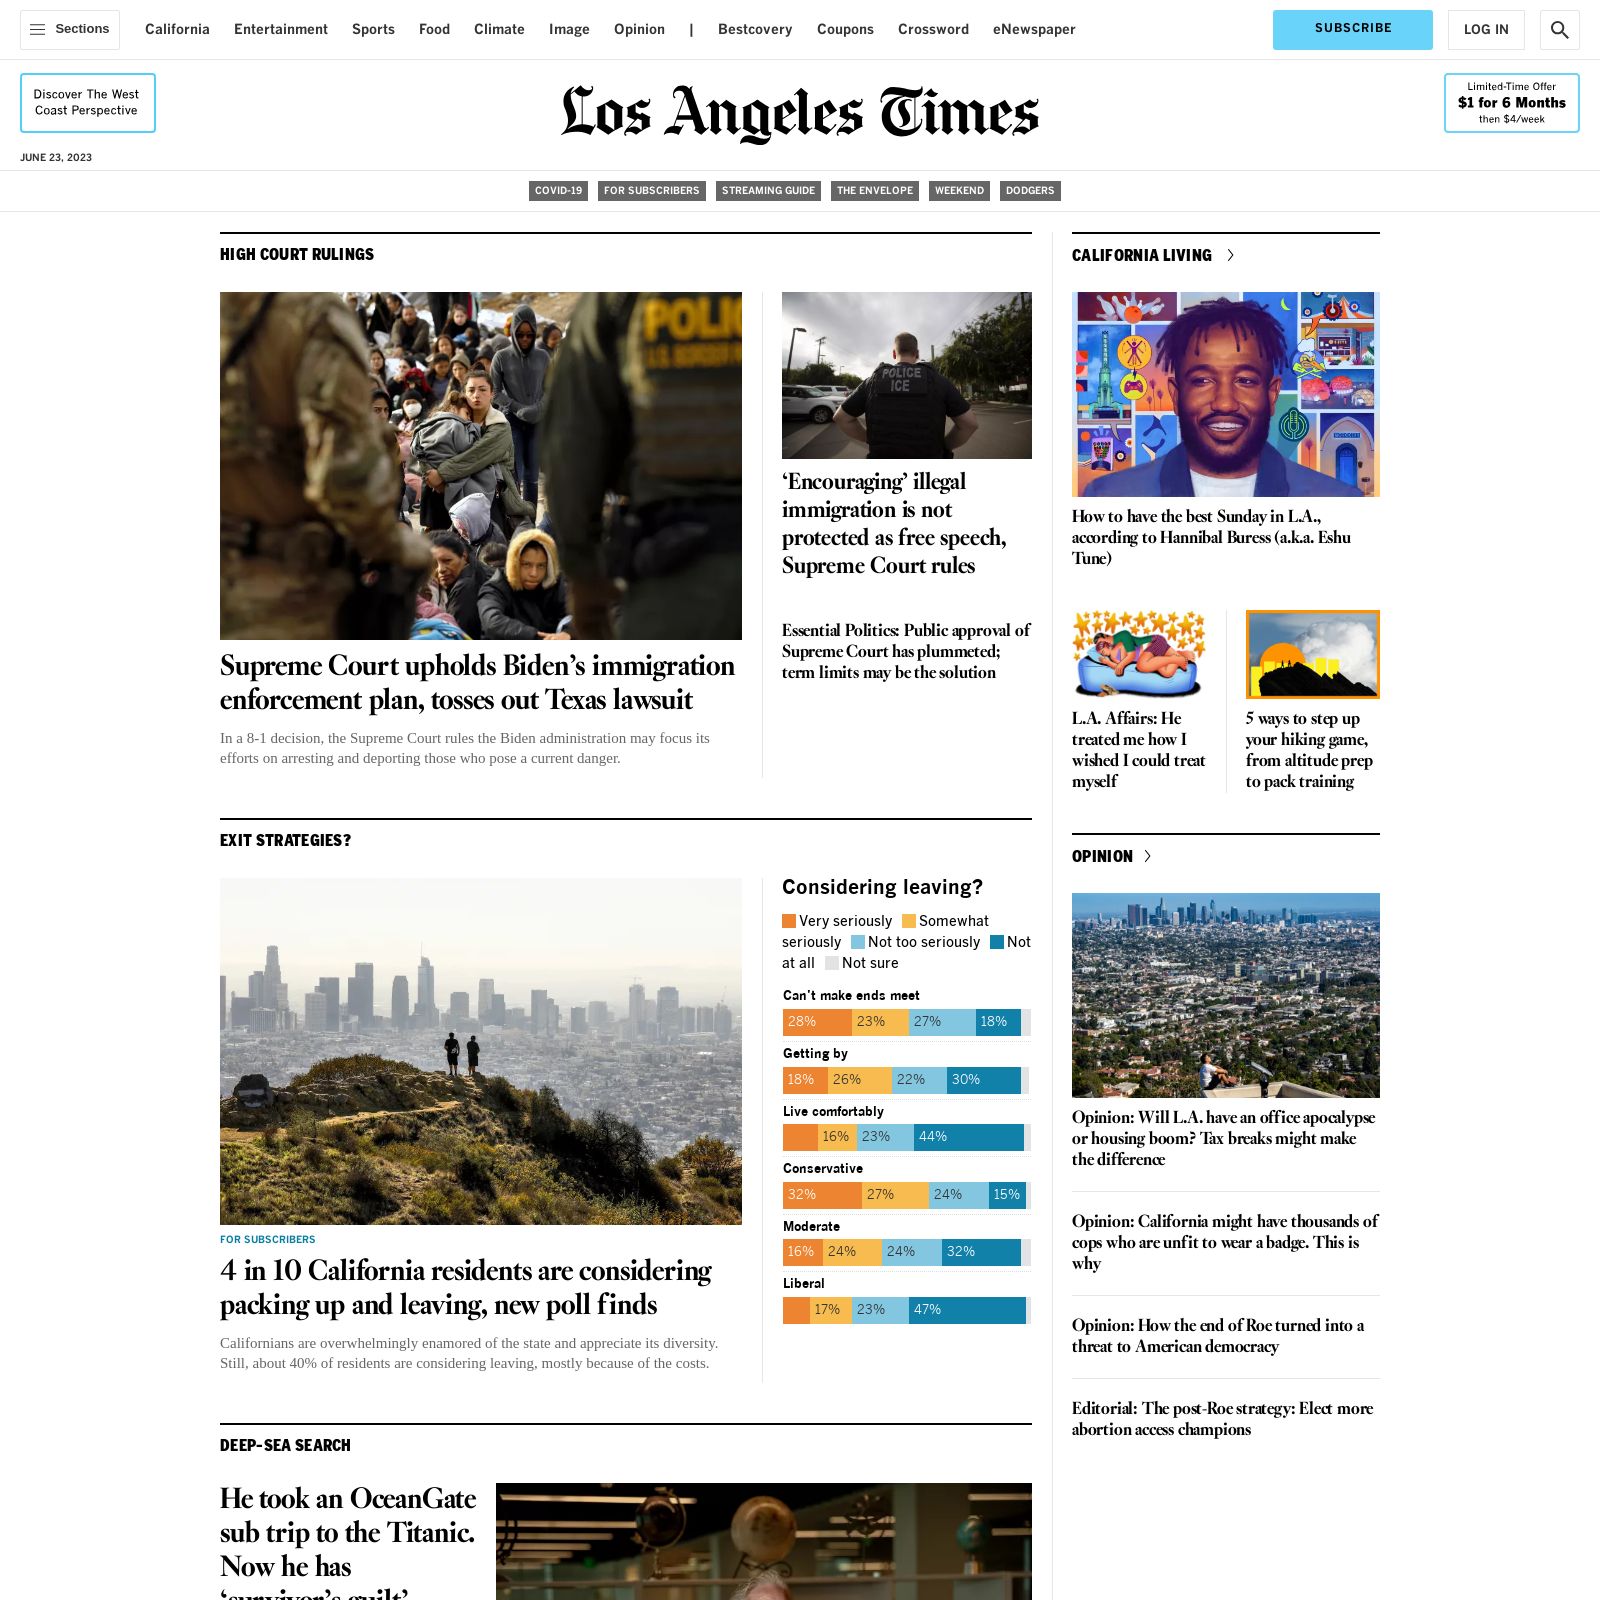 Sections
California
Entertainment
Sports
Food
Climate
Image
Opinion
|
Bestcovery
Coupons
Crossword
eNewspaper
SUBSCRIBE
LOG IN
Discover The West
Coast Perspective
Los Angeles Times
Limited-Time Offer
$1 for 6 Months
then $4/week
JUNE 23, 2023
COVID-19
FOR SUBSCRIBERS
STREAMING GUIDE
THE ENVELOPE
WEEKEND
DODGERS
HIGH COURT RULINGS
POLIC
Supreme Court upholds Biden’s immigration
enforcement plan, tosses out Texas lawsuit
In a 8-1 decision, the Supreme Court rules the Biden administration may focus its
efforts on arresting and deporting those who pose a current danger.
POLICE
ICE
‘Encouraging’ illegal
immigration is not
protected as free speech,
Supreme Court rules
Essential Politics: Public approval of
Supreme Court has plummeted;
term limits may be the solution
EXIT STRATEGIES?
FOR SUBSCRIBERS
4 in 10 California residents are considering
packing up and leaving, new poll finds
Californians are overwhelmingly enamored of the state and appreciate its diversity.
Still, about 40% of residents are considering leaving, mostly because of the costs.
Considering leaving?
Very seriously Somewhat
seriously Not too seriously Not
at all Not sure
Can't make ends meet
28% 23% 27% 18%
Getting by
18% 26% 22% 30%
Live comfortably
16% 23% 44%
Conservative
32% 27% 24% 15%
Moderate
16% 24% 24% 32%
Liberal
17% 23% 47%
DEEP-SEA SEARCH
He took an OceanGate
sub trip to the Titanic.
Now he has
‘survivor’s guilt’
CALIFORNIA LIVING
How to have the best Sunday in L.A.,
according to Hannibal Buress (a.k.a. Eshu
Tune)
L.A. Affairs: He
treated me how I
wished I could treat
myself
5 ways to step up
your hiking game,
from altitude prep
to pack training
OPINION
Opinion: Will L.A. have an office apocalypse
or housing boom? Tax breaks might make
the difference
Opinion: California might have thousands of
cops who are unfit to wear a badge. This is
why
Opinion: How the end of Roe turned into a
threat to American democracy
Editorial: The post-Roe strategy: Elect more
abortion access champions